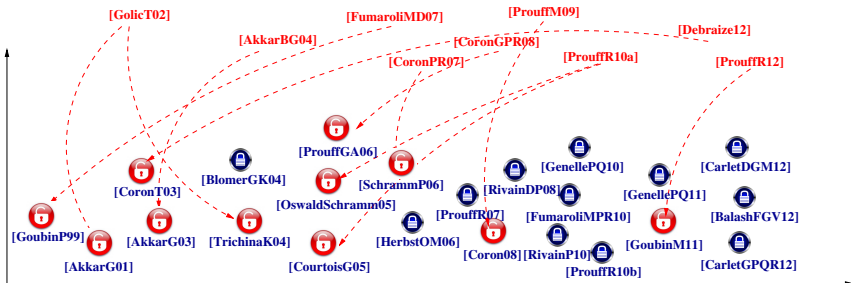 [GolicT02]
[FumaroliMD07]
[ProuffM09]
[AkkarBG04]
[CoronGPR08]
[Debraize12]
[CoronPR07]
[ProuffR10a]
[ProuffR12]
[ProuffGA06]
[GenellePQ10]
[CarletDGM12]
[CoronT03]
[BlomerGK04]
[SchrammP06]
[RivainDP08]
[GenellePQ11]
[OswaldSchramm05]
[ProuffR07]
[FumaroliMPR10]
[BalashFGV12]
[GoubinP99]
[AkkarG03]
[TrichinaK04]
[HerbstOM06]
[GoubinM11]
[AkkarG01]
[CourtoisG05]
[Coron08]
[RivainP10]
[CarletGPQR12]
[ProuffR10b]